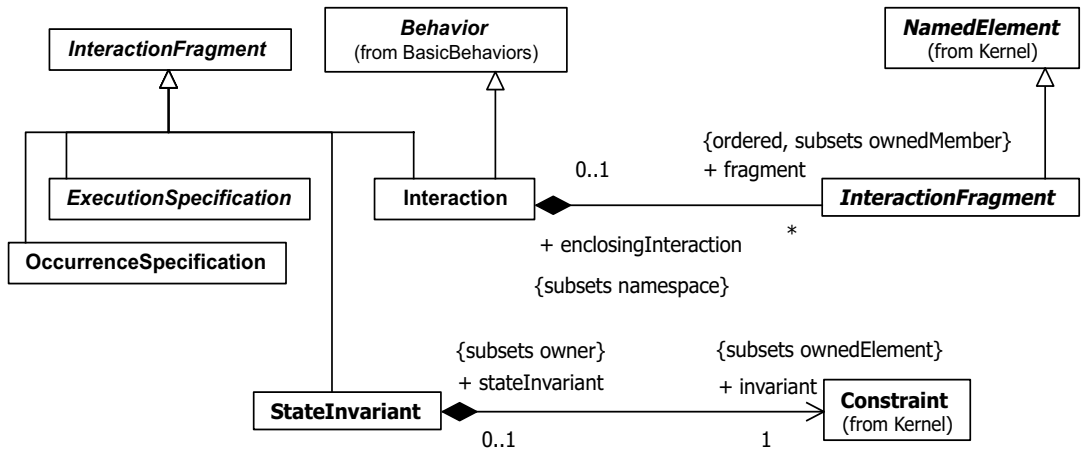 InteractionFragment
Behavior
(from BasicBehaviors)
NamedElement
(from Kernel)
{ordered, subsets ownedMember}
0..1
+ fragment
ExecutionSpecification
Interaction
InteractionFragment
*
+ enclosingInteraction
OccurrenceSpecification
{subsets namespace}
{subsets owner}
{subsets ownedElement}
+ stateInvariant
+ invariant
StateInvariant
Constraint
(from Kernel)
0..1
1